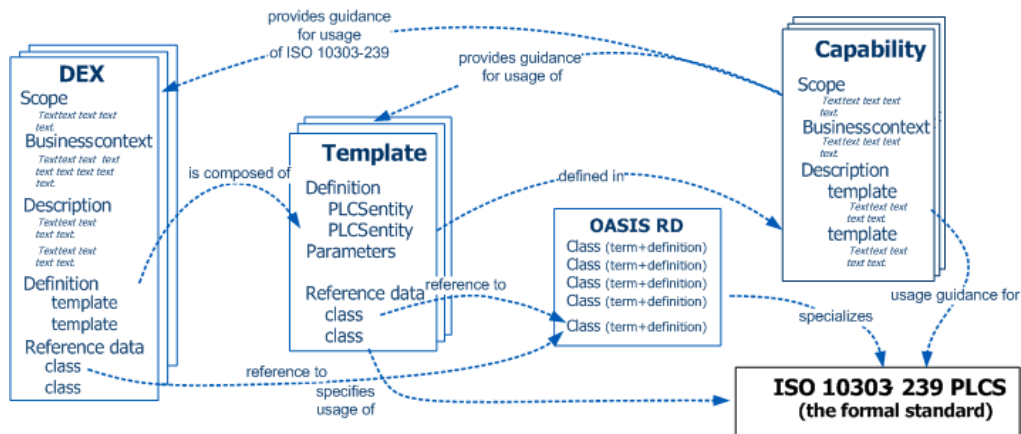 provides guidance
for usage
of ISO 10303-239
provides guidance
for usage of
DEX
Scope
Texttext text text
text.
Businesscontext
Texttext text text
text text text text
text.
Description
Texttext text
text text.
Texttext text
text text.
Definition
template
template
Reference data
class
class
is composed of
Template
Definition
PLCSentity
PLCSentity
Parameters
Reference data
class
class
defined in
reference to
reference to
specifies
usage of
OASIS RD
Class (term+definition)
Class (term+definition)
Class (term+definition)
Class (term+definition)
Class (term+definition)
Capability
Scope
Texttext text text
text.
Businesscontext
Texttext text text
text text.
Description
template
Texttext text
text text.
template
Texttext text
text text.
usage guidance for
specializes
ISO 10303-239 PLCS
(the formal standard)